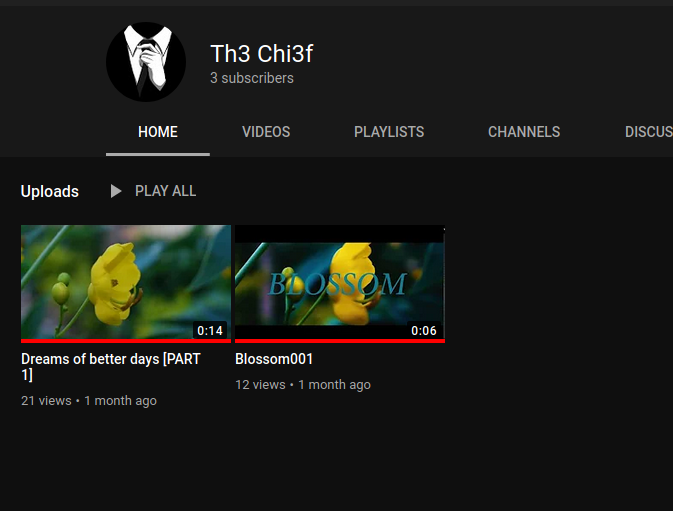 Th3 Chi3f
3 subscribers
HOME VIDEOS PLAYLISTS CHANNELS DISCUS
Uploads PLAY ALL
BLOSSOM
0:14 0:06
Dreams of better days [PART
1]
21 views • 1 month ago
Blossom001
12 views • 1 month ago